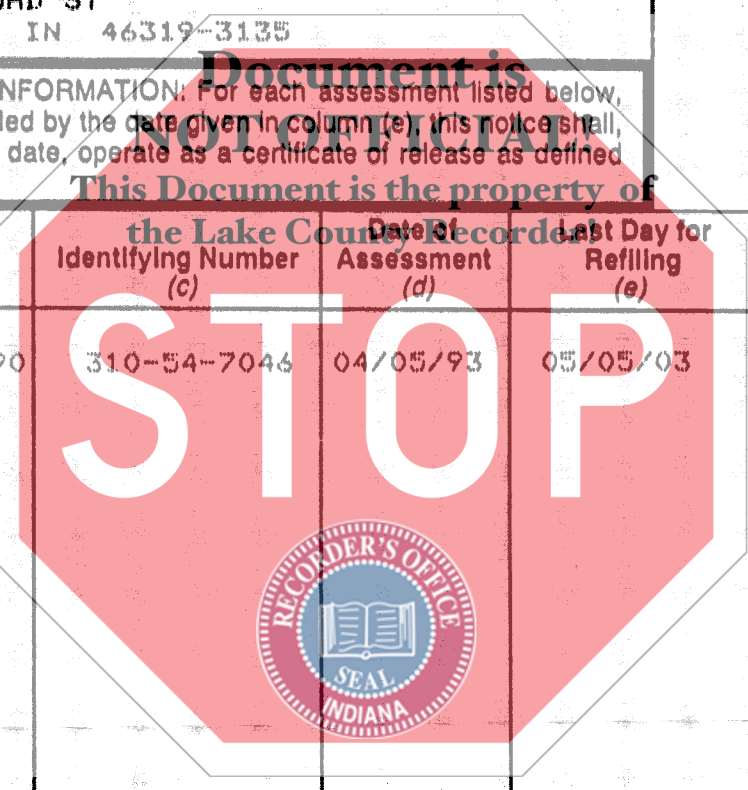 IN 46319-3135
Document is
NFORMATION: For each assessment listed below,
led by the date given in column (e), this notice shall,
NOT OFFICIAL!
date, operate as a certificate of release as defined
This Document is the property of
the Lake County Recorder!
Identifying Number
(c)
Date of
Assessment
(d)
Last Day for
Refiling
(e)
90 310-54-7046 04/05/93 05/05/03
STOP
RECORDER'S OFFICE
SEAL
INDIANA